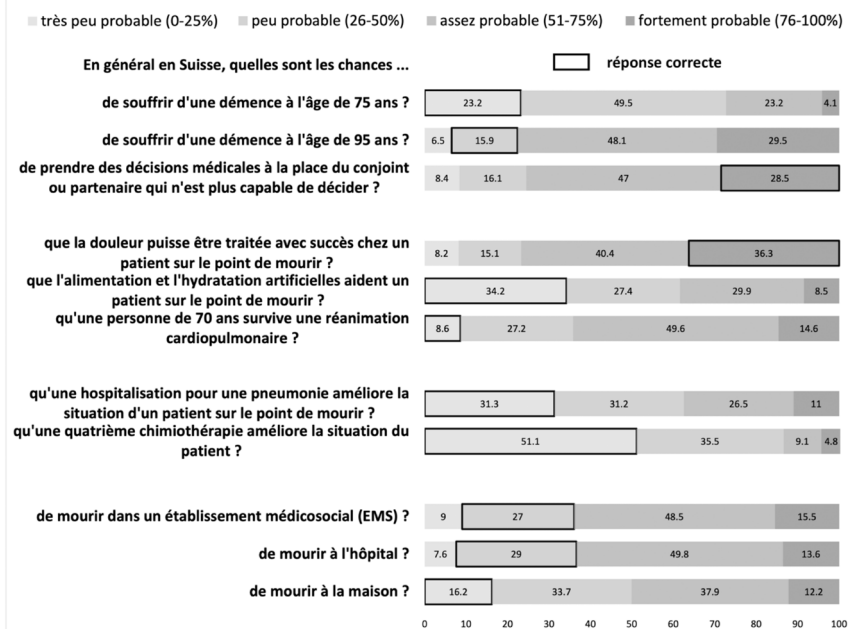 très peu probable (0-25%) peu probable (26-50%) assez probable (51-75%) fortement probable (76-100%)
En général en Suisse, quelles sont les chances ... réponse correcte
de souffrir d'une démence à l'âge de 75 ans ? 23.2 49.5 23.2 4.1
de souffrir d'une démence à l'âge de 95 ans ? 6.5 15.9 48.1 29.5
de prendre des décisions médicales à la place du conjoint
ou partenaire qui n'est plus capable de décider ? 8.4 16.1 47 28.5
que la douleur puisse être traitée avec succès chez un
patient sur le point de mourir ? 8.2 15.1 40.4 36.3
que l'alimentation et l'hydratation artificielles aident un
patient sur le point de mourir ? 34.2 27.4 29.9 8.5
qu'une personne de 70 ans survive une réanimation
cardiopulmonaire ? 8.6 27.2 49.6 14.6
qu'une hospitalisation pour une pneumonie améliore la
situation d'un patient sur le point de mourir ? 31.3 31.2 26.5 11
qu'une quatrième chimiothérapie améliore la situation du
patient ? 51.1 35.5 9.1 4.8
de mourir dans un établissement médicosocial (EMS) ? 9 27 48.5 15.5
de mourir à l'hôpital ? 7.6 29 49.8 13.6
de mourir à la maison ? 16.2 33.7 37.9 12.2
0 10 20 30 40 50 60 70 80 90 100